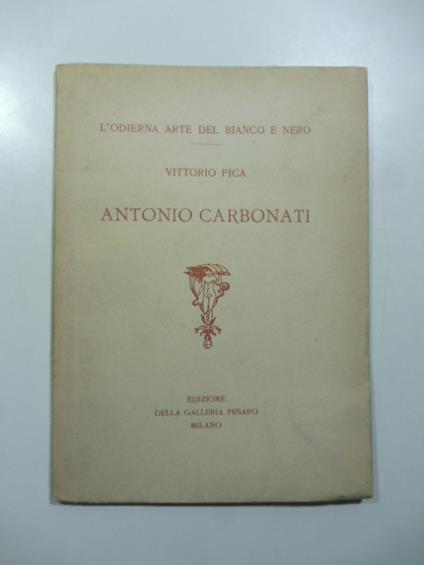 L'ODIERNA ARTE DEL BIANCO E NERO
VITTORIO PICA
ANTONIO CARBONATI
EDIZIONE
DELLA GALLERIA PESARO
MILANO